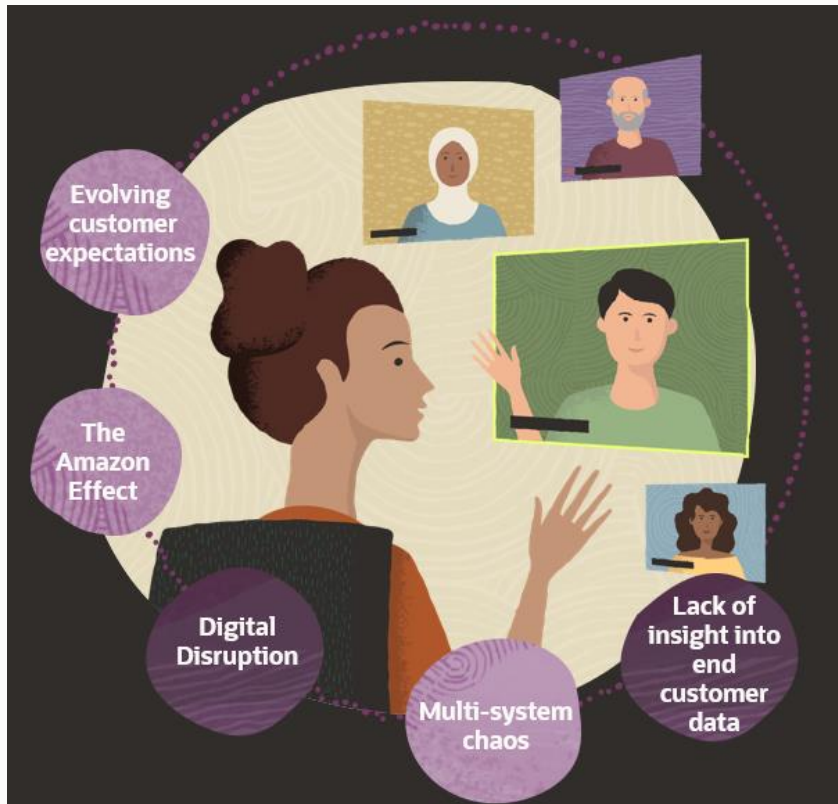 Evolving
customer
expectations
The
Amazon
Effect
Digital
Disruption
Multi-system
chaos
Lack of
insight into
end
customer
data